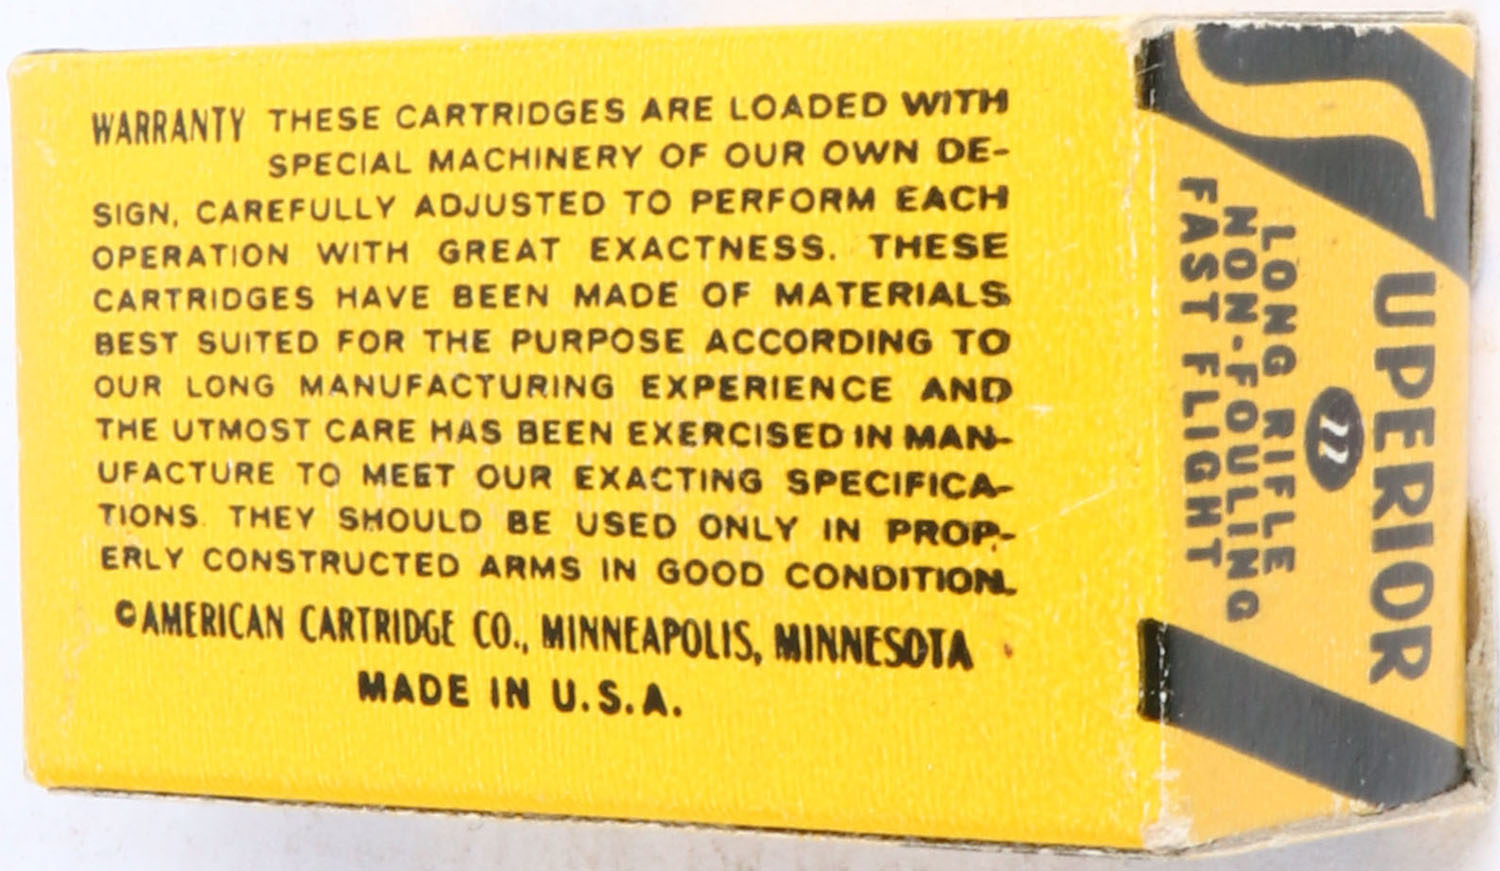 WARRANTY THESE CARTRIDGES ARE LOADED WITH
SPECIAL MACHINERY OF OUR OWN DE-
SIGN, CAREFULLY ADJUSTED TO PERFORM EACH
OPERATION WITH GREAT EXACTNESS. THESE
CARTRIDGES HAVE BEEN MADE OF MATERIALS
BEST SUITED FOR THE PURPOSE ACCORDING TO
OUR LONG MANUFACTURING EXPERIENCE AND
THE UTMOST CARE HAS BEEN EXERCISED IN MAN-
UFACTURE TO MEET OUR EXACTING SPECIFICA-
TIONS. THEY SHOULD BE USED ONLY IN PROP-
ERLY CONSTRUCTED ARMS IN GOOD CONDITION.
©AMERICAN CARTRIDGE CO., MINNEAPOLIS, MINNESOTA
MADE IN U.S.A.
SUPERIOR
22
LONG RIFLE
NON-FOULING
FAST FLIGHT